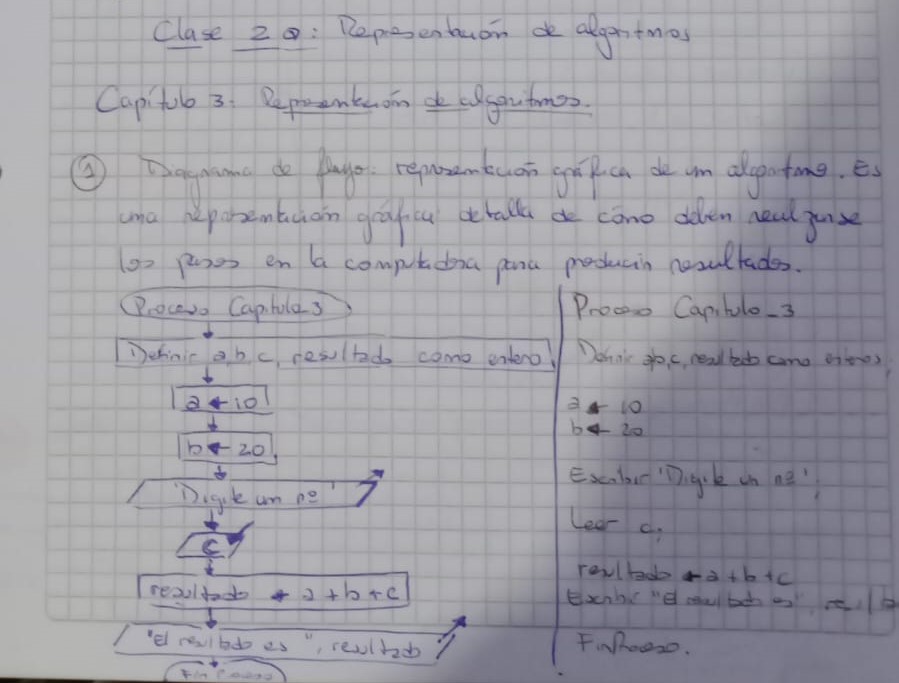 Clase 20: Representación de algoritmos
Capítulo 3: Representación de algoritmos.
① Diagrama de flujo: representación gráfica de un algoritmo. Es
una representación gráfica detalla de cómo deben realizarse
los pasos en la computadora para producir resultados.
Proceso Capitulo_3
Definir a,b,c, resultado como entero
a ← 10
b ← 20
'Digite un nº'
c
resultado ← a+b+c
"El resultado es", resultado
Fin Proceso
Proceso Capitulo_3
Definir a,b,c, resultado como enteros;
a ← 10
b ← 20
Escribir 'Digite un nº';
Leer c;
resultado ← a+b+c
Escribir "El resultado es",
FinProceso.